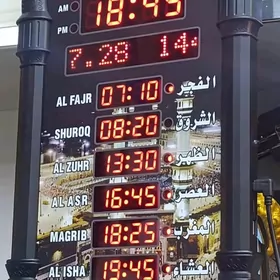 AM
PM
18:45
7.28 14
AL FAJR 07:10 الفجر
SHUROQ 08:20 الشروق
AL ZUHR 13:30 الظهر
AL ASR 16:45 العصر
MAGRIB 18:25 المغرب
AL ISHA 19:45 العشاء